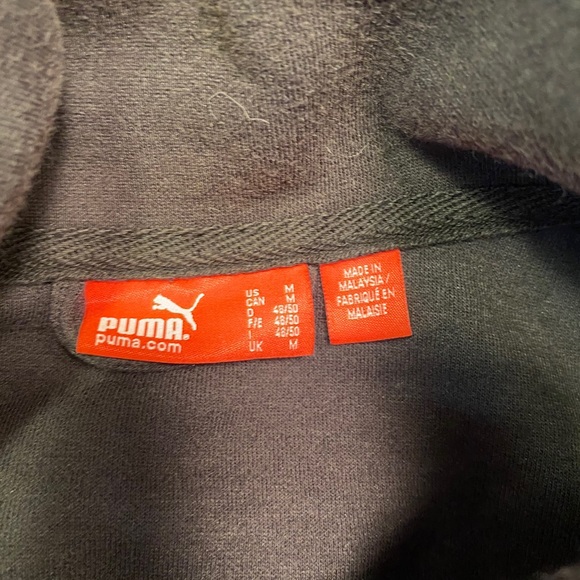 PUMA®
puma.com
US M
CAN M
D 48/50
F/E 48/50
I 48/50
UK M
MADE IN
MALAYSIA/
FABRIQUÉ EN
MALAISIE